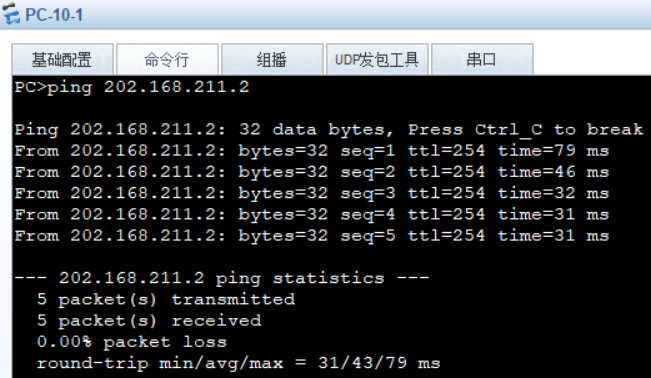 PC-10-1
基础配置 命令行 组播 UDP发包工具 串口
PC>ping 202.168.211.2
Ping 202.168.211.2: 32 data bytes, Press Ctrl_C to break
From 202.168.211.2: bytes=32 seq=1 ttl=254 time=79 ms
From 202.168.211.2: bytes=32 seq=2 ttl=254 time=46 ms
From 202.168.211.2: bytes=32 seq=3 ttl=254 time=32 ms
From 202.168.211.2: bytes=32 seq=4 ttl=254 time=31 ms
From 202.168.211.2: bytes=32 seq=5 ttl=254 time=31 ms
--- 202.168.211.2 ping statistics ---
5 packet(s) transmitted
5 packet(s) received
0.00% packet loss
round-trip min/avg/max = 31/43/79 ms